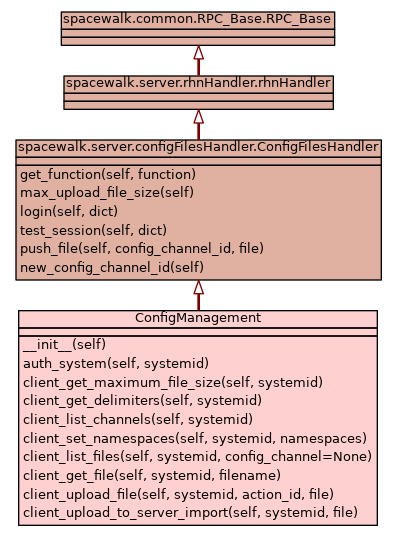 spacewalk.common.RPC_Base.RPC_Base
spacewalk.server.rhnHandler.rhnHandler
spacewalk.server.configFilesHandler.ConfigFilesHandler
get_function(self, function)
max_upload_file_size(self)
login(self, dict)
test_session(self, dict)
push_file(self, config_channel_id, file)
new_config_channel_id(self)
ConfigManagement
__init__(self)
auth_system(self, systemid)
client_get_maximum_file_size(self, systemid)
client_get_delimiters(self, systemid)
client_list_channels(self, systemid)
client_set_namespaces(self, systemid, namespaces)
client_list_files(self, systemid, config_channel=None)
client_get_file(self, systemid, filename)
client_upload_file(self, systemid, action_id, file)
client_upload_to_server_import(self, systemid, file)